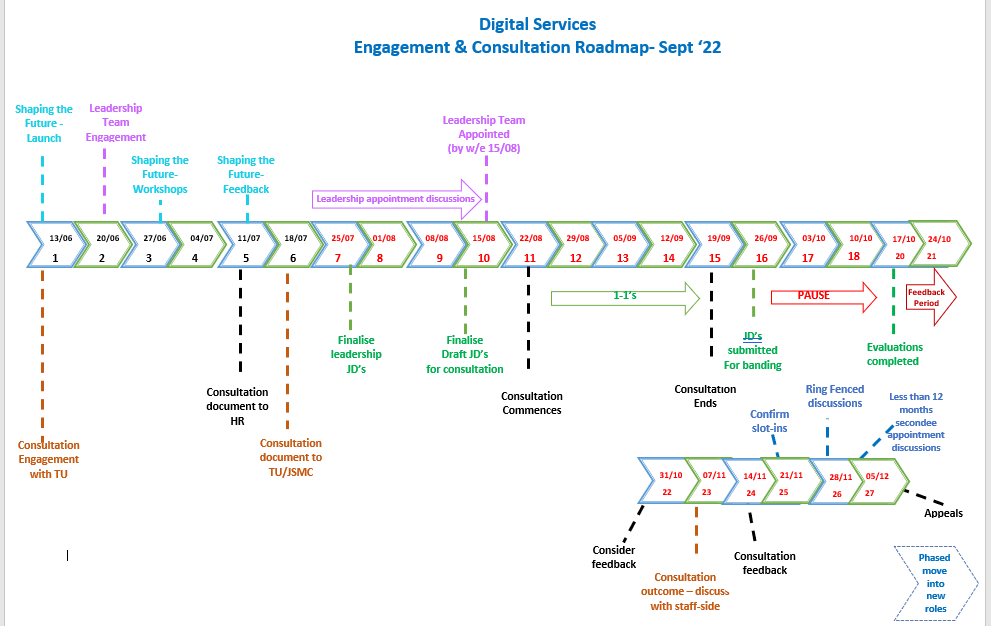 Digital Services
Engagement & Consultation Roadmap- Sept ‘22
Shaping the
Future -
Launch
Leadership
Team
Engagement
Shaping the
Future-
Workshops
Shaping the
Future-
Feedback
Leadership Team
Appointed
(by w/e 15/08)
Leadership appointment discussions
13/06
1
20/06
2
27/06
3
04/07
4
11/07
5
18/07
6
25/07
7
01/08
8
08/08
9
15/08
10
22/08
11
29/08
12
05/09
13
12/09
14
19/09
15
26/09
16
03/10
17
10/10
18
17/10
20
24/10
21
1-1’s
PAUSE
Feedback
Period
Finalise
leadership
JD’s
Finalise
Draft JD’s
for consultation
JD’s
submitted
For banding
Evaluations
completed
Consultation
document to
HR
Consultation
Commences
Consultation
Ends
Consultation
Engagement
with TU
Consultation
document to
TU/JSMC
Confirm
slot-ins
Ring Fenced
discussions
Less than 12
months
secondee
appointment
discussions
31/10
22
07/11
23
14/11
24
21/11
25
28/11
26
05/12
27
Appeals
Consider
feedback
Consultation
outcome – discuss
with staff-side
Consultation
feedback
Phased
move
into
new
roles